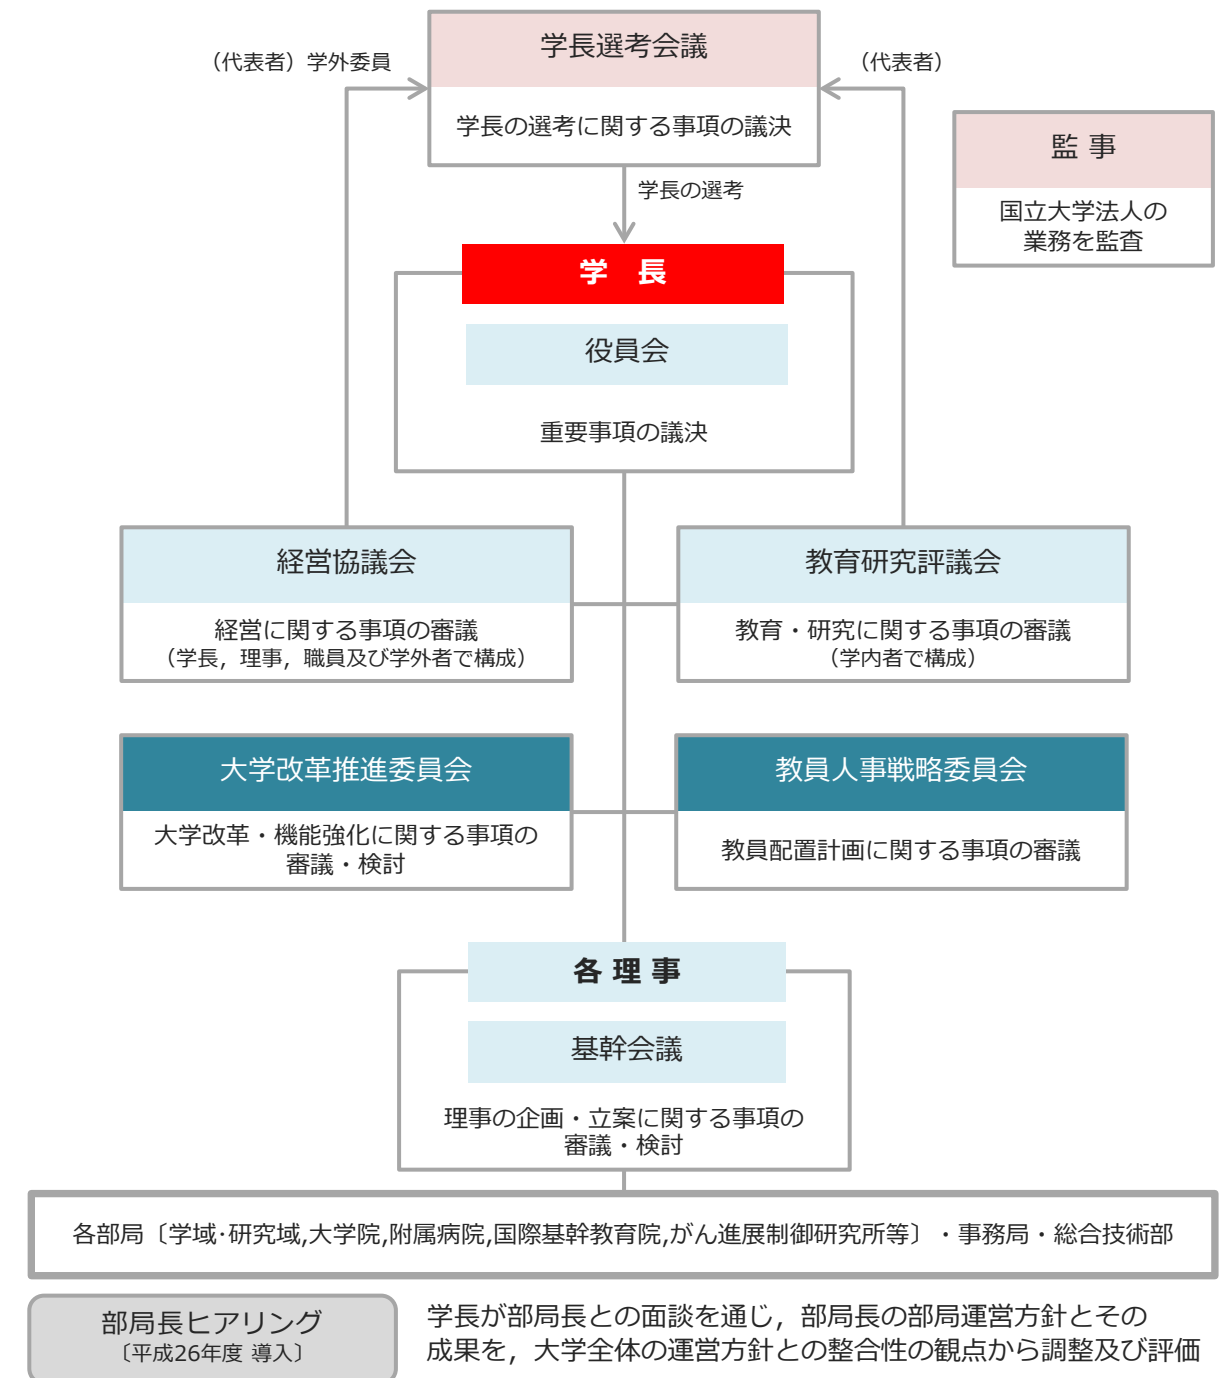 学長選考会議
（代表者）学外委員
（代表者）
学長の選考に関する事項の議決
監 事
国立大学法人の
業務を監査
学長の選考
学　長
役員会
重要事項の議決
経営協議会
経営に関する事項の審議
（学長，理事，職員及び学外者で構成）
教育研究評議会
教育・研究に関する事項の審議
（学内者で構成）
大学改革推進委員会
大学改革・機能強化に関する事項の
審議・検討
教員人事戦略委員会
教員配置計画に関する事項の審議
各 理 事
基幹会議
理事の企画・立案に関する事項の
審議・検討
各部局〔学域･研究域,大学院,附属病院,国際基幹教育院,がん進展制御研究所等〕・事務局・総合技術部
部局長ヒアリング
〔平成26年度 導入〕
学長が部局長との面談を通じ，部局長の部局運営方針とその
成果を，大学全体の運営方針との整合性の観点から調整及び評価